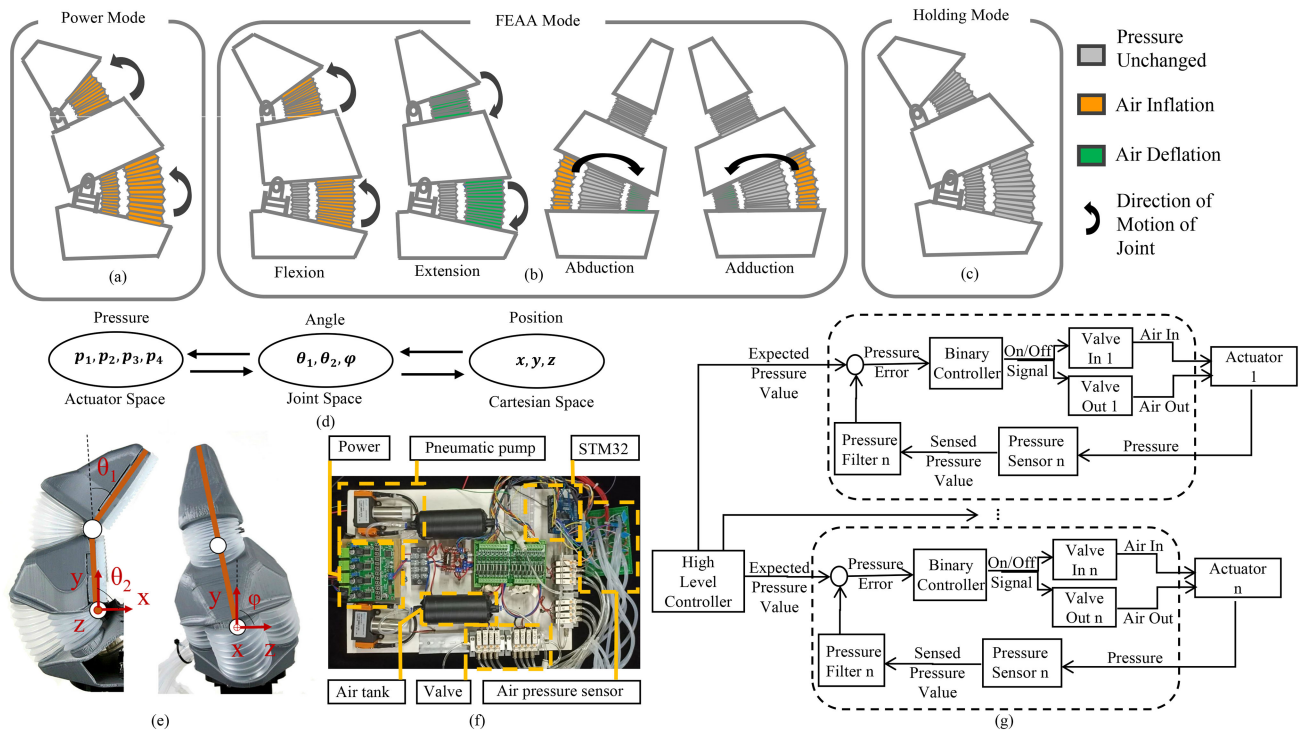 Power Mode
FEAA Mode
Holding Mode
Pressure
Unchanged
Air Inflation
Air Deflation
Direction of
Motion of
Joint
(a)
Flexion
Extension
(b)
Abduction
Adduction
(c)
Pressure
Angle
Position
p₁, p₂, p₃, p₄
θ₁, θ₂, φ
x, y, z
Actuator Space
Joint Space
Cartesian Space
(d)
θ₁
y
θ₂
x
z
y
φ
x
z
(e)
Power
Pneumatic pump
STM32
Air tank
Valve
Air pressure sensor
(f)
High
Level
Controller
Expected
Pressure
Value
Pressure
Error
Binary
Controller
On/Off
Signal
Valve
In 1
Valve
Out 1
Air In
Air Out
Actuator
1
Pressure
Filter n
Sensed
Pressure
Value
Pressure
Sensor n
Pressure
...
Expected
Pressure
Value
Pressure
Error
Binary
Controller
On/Off
Signal
Valve
In n
Valve
Out n
Air In
Air Out
Actuator
n
Pressure
Filter n
Sensed
Pressure
Value
Pressure
Sensor n
Pressure
(g)